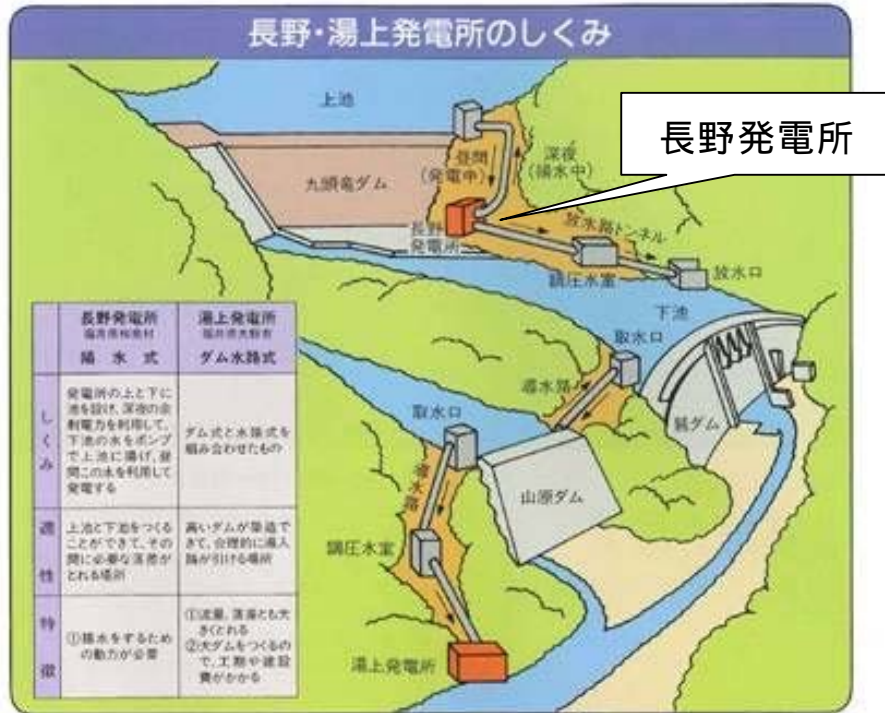 長野・湯上発電所のしくみ
上池
長野発電所
昼間
(発電中)
深夜
(揚水中)
九頭竜ダム
長野
発電所
放水路トンネル
調圧水室
放水口
下池
取水口
導水路
鷲ダム
取水口
導水路
山原ダム
調圧水室
湯上発電所
長野発電所
湯上発電所
揚水式
ダム水路式
しくみ
発電所の上と下に
池を設け、深夜の余
剰電力を利用して、
下池の水をポンプ
で上池に揚げ、昼
間この水を利用して
発電する
ダム式と水路式を
組み合わせたもの
適性
上池と下池をつくる
ことができて、その
間に必要な落差が
とれる場所
高いダムが築造で
きて、合理的に導入
路が引ける場所
特徴
①揚水をするため
の動力が必要
①流量、落差とも大
きくとれる
②大ダムをつくるの
で、工期や建設
費がかかる